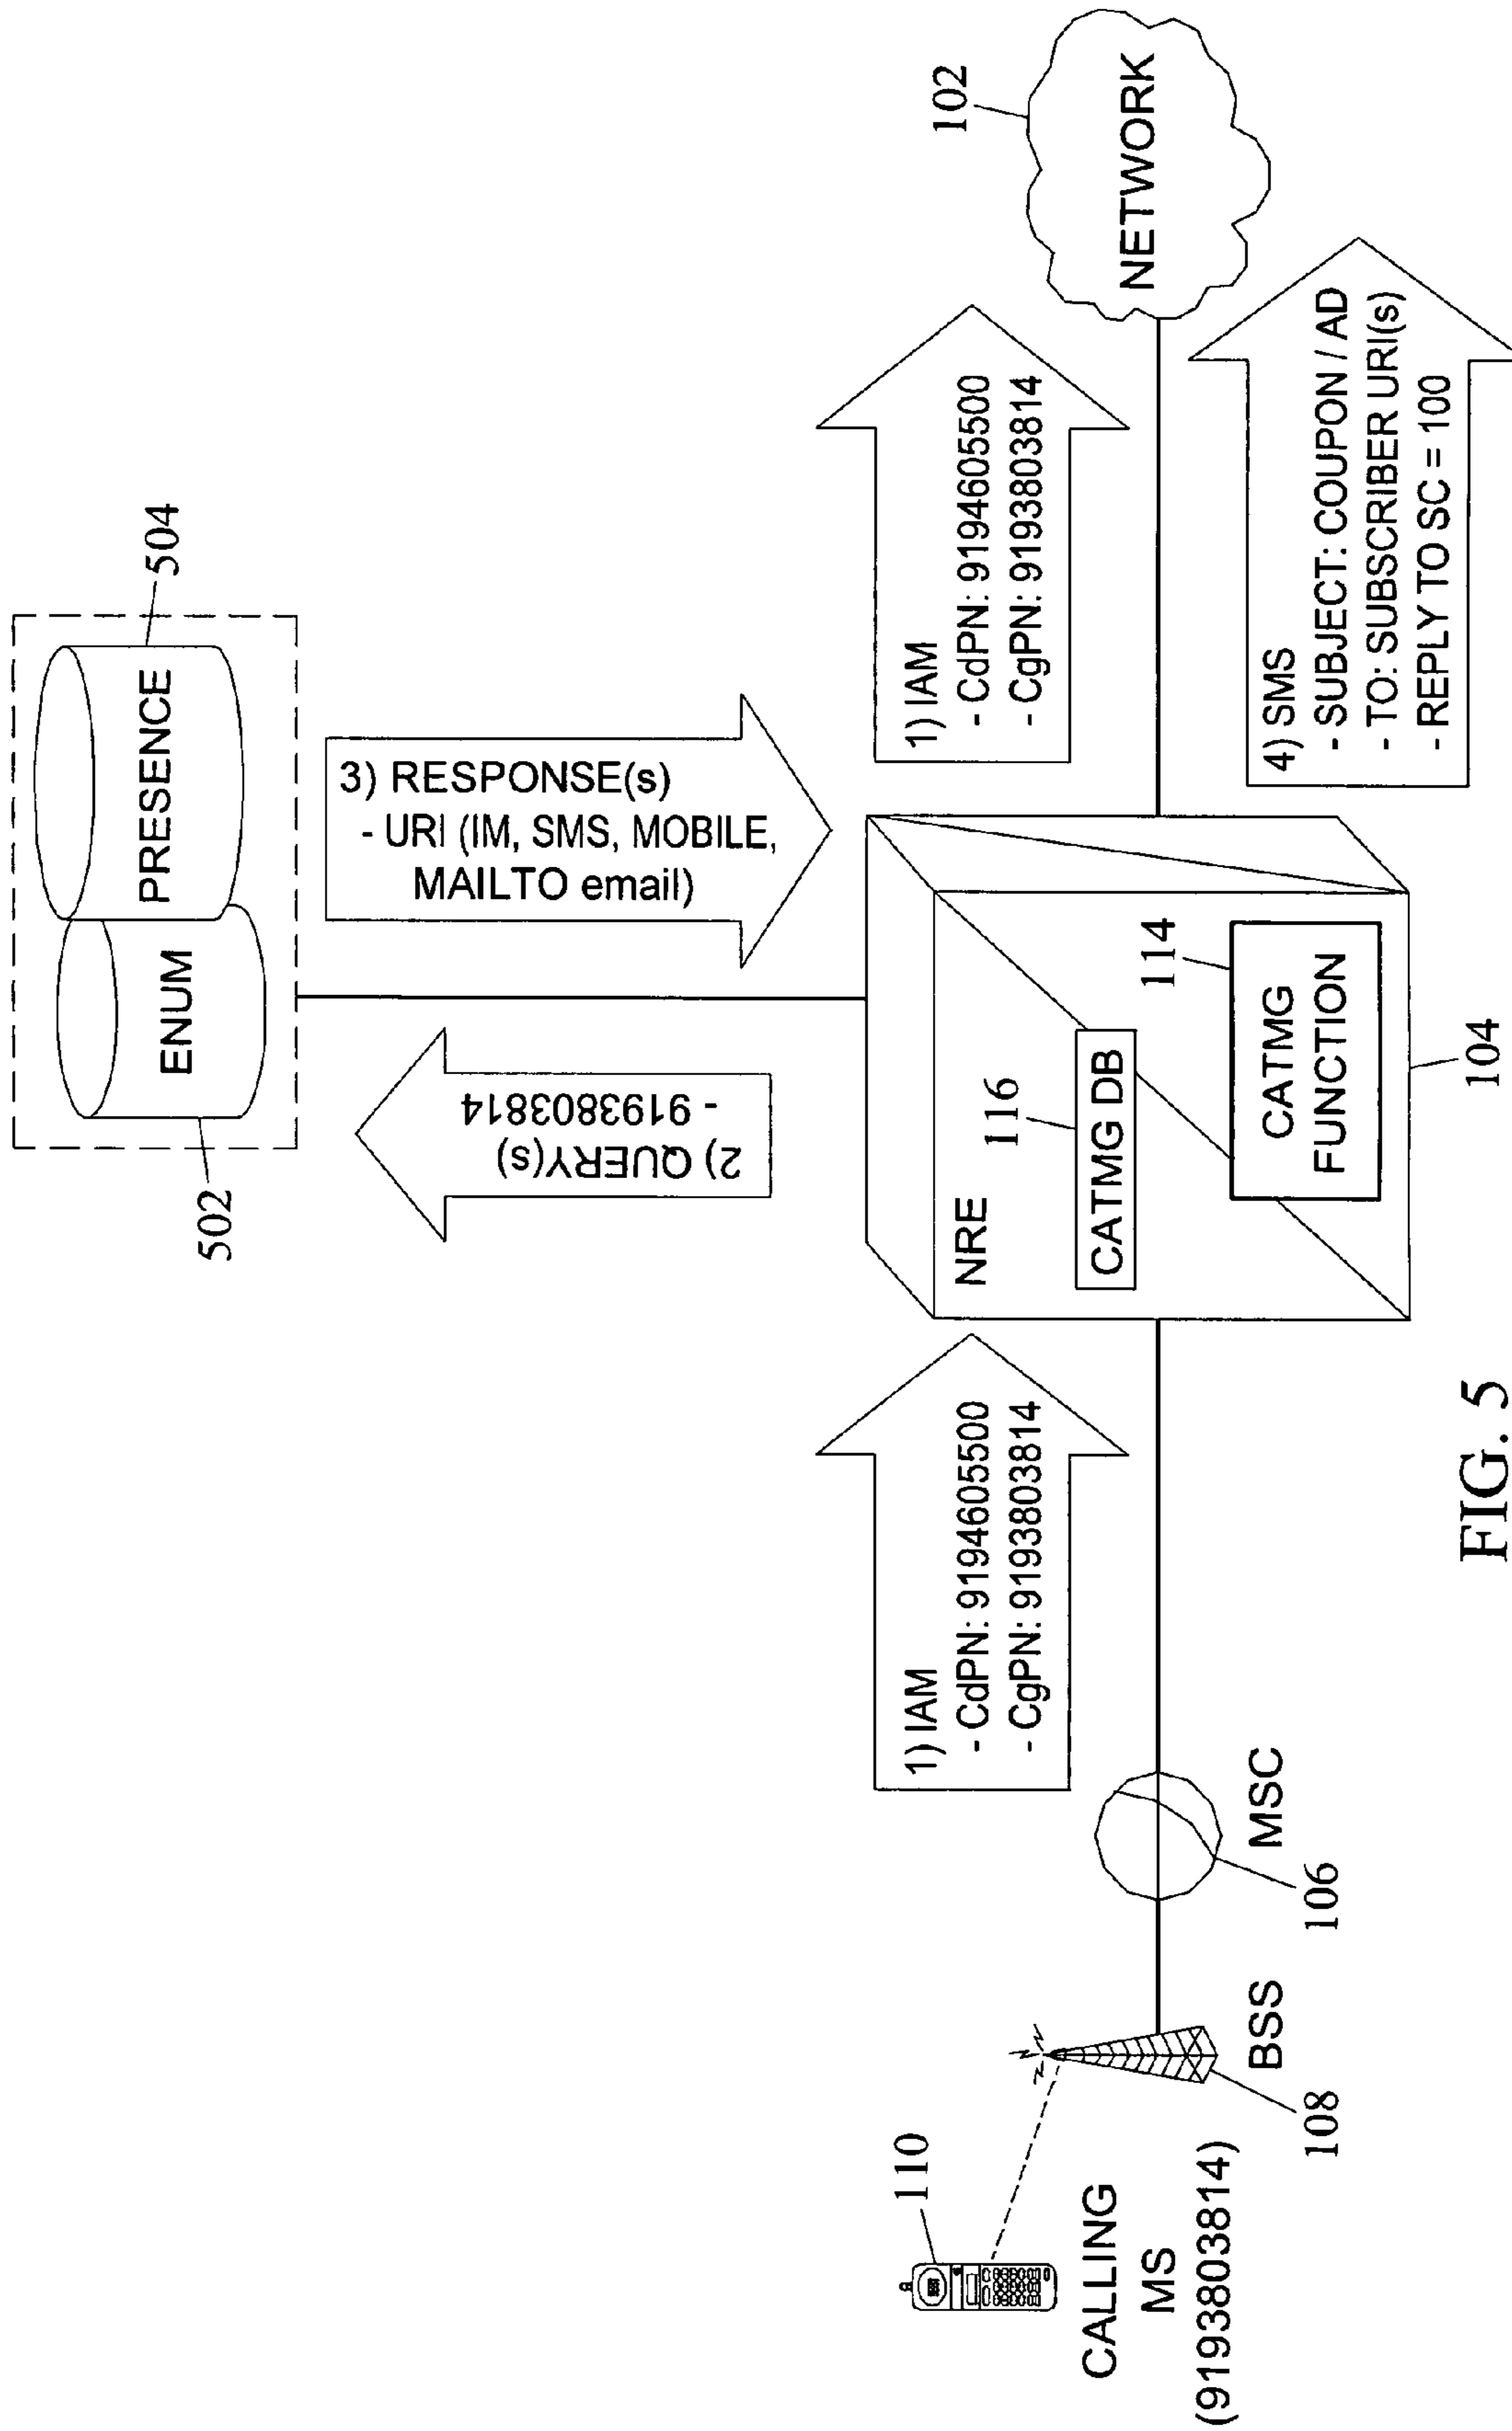 502
ENUM
PRESENCE
504
2) QUERY(s)
- 9193803814
3) RESPONSE(s)
- URI (IM, SMS, MOBILE,
MAILTO email)
110
CALLING
MS
(9193803814)
108
BSS
106
MSC
1) IAM
- CdPN: 9194605500
- CgPN: 9193803814
NRE
116
CATMG DB
114
CATMG
FUNCTION
104
1) IAM
- CdPN: 9194605500
- CgPN: 9193803814
102
NETWORK
4) SMS
- SUBJECT: COUPON / AD
- TO: SUBSCRIBER URI(s)
- REPLY TO SC = 100
FIG. 5